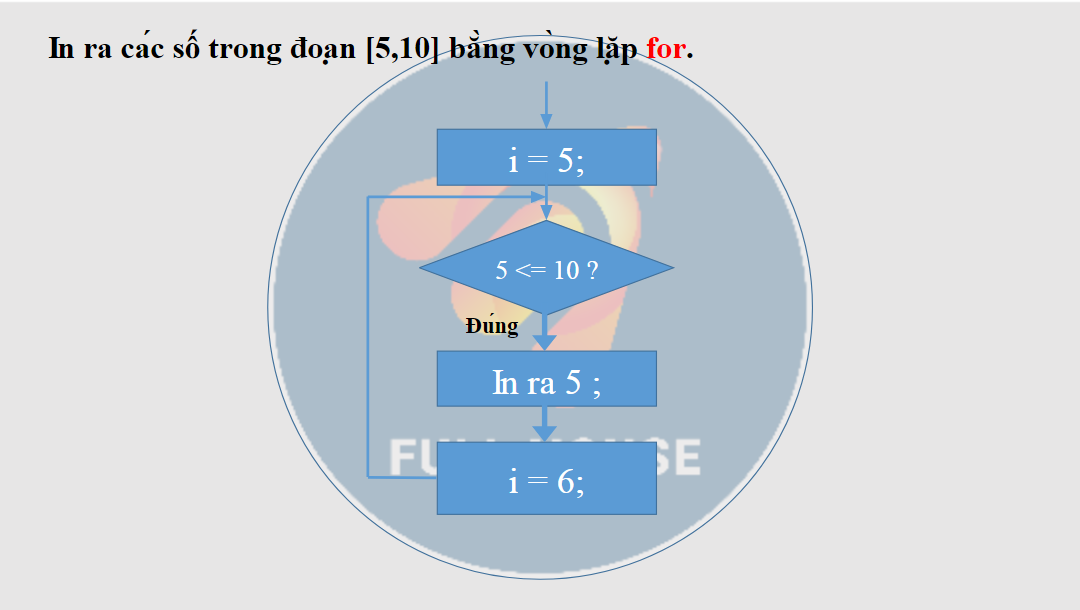 In ra các số trong đoạn [5,10] bằng vòng lặp for.
i = 5;
5 <= 10 ?
Đúng
In ra 5 ;
i = 6;